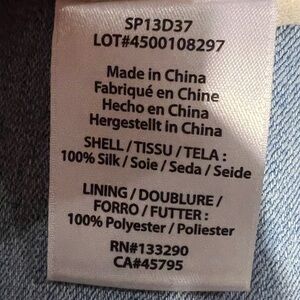 SP13D37
LOT#4500108297
Made in China
Fabriqué en Chine
Hecho en China
Hergestellt in China
SHELL / TISSU / TELA :
100% Silk / Soie / Seda / Seide
LINING / DOUBLURE /
FORRO / FUTTER :
100% Polyester / Poliester
RN#133290
CA#45795